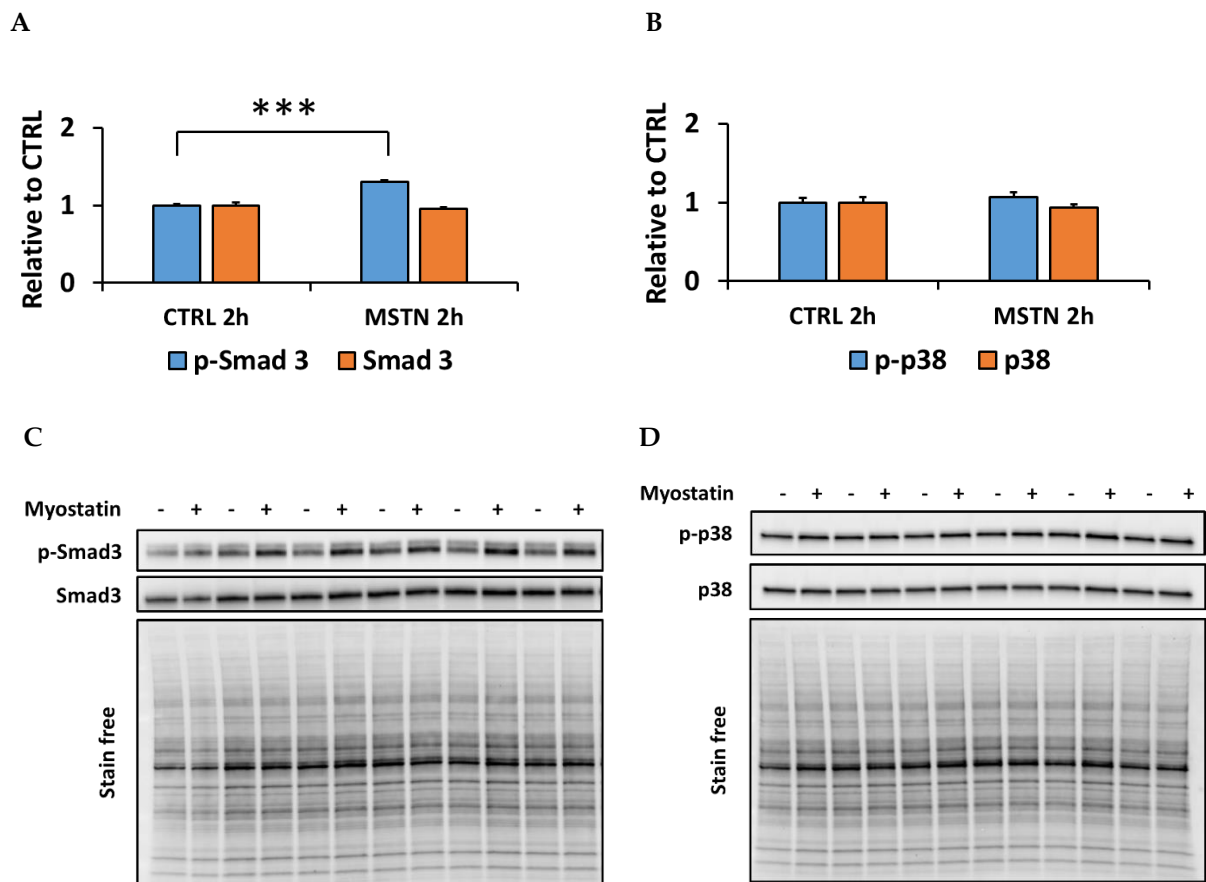 A
B
***
2
1
0
Relative to CTRL
CTRL 2h MSTN 2h
p-Smad 3 Smad 3
2
1
0
Relative to CTRL
CTRL 2h MSTN 2h
p-p38 p38
C
Myostatin - + - + - + - + - + - +
p-Smad3
Smad3
Stain free
D
Myostatin - + - + - + - + - + - +
p-p38
p38
Stain free